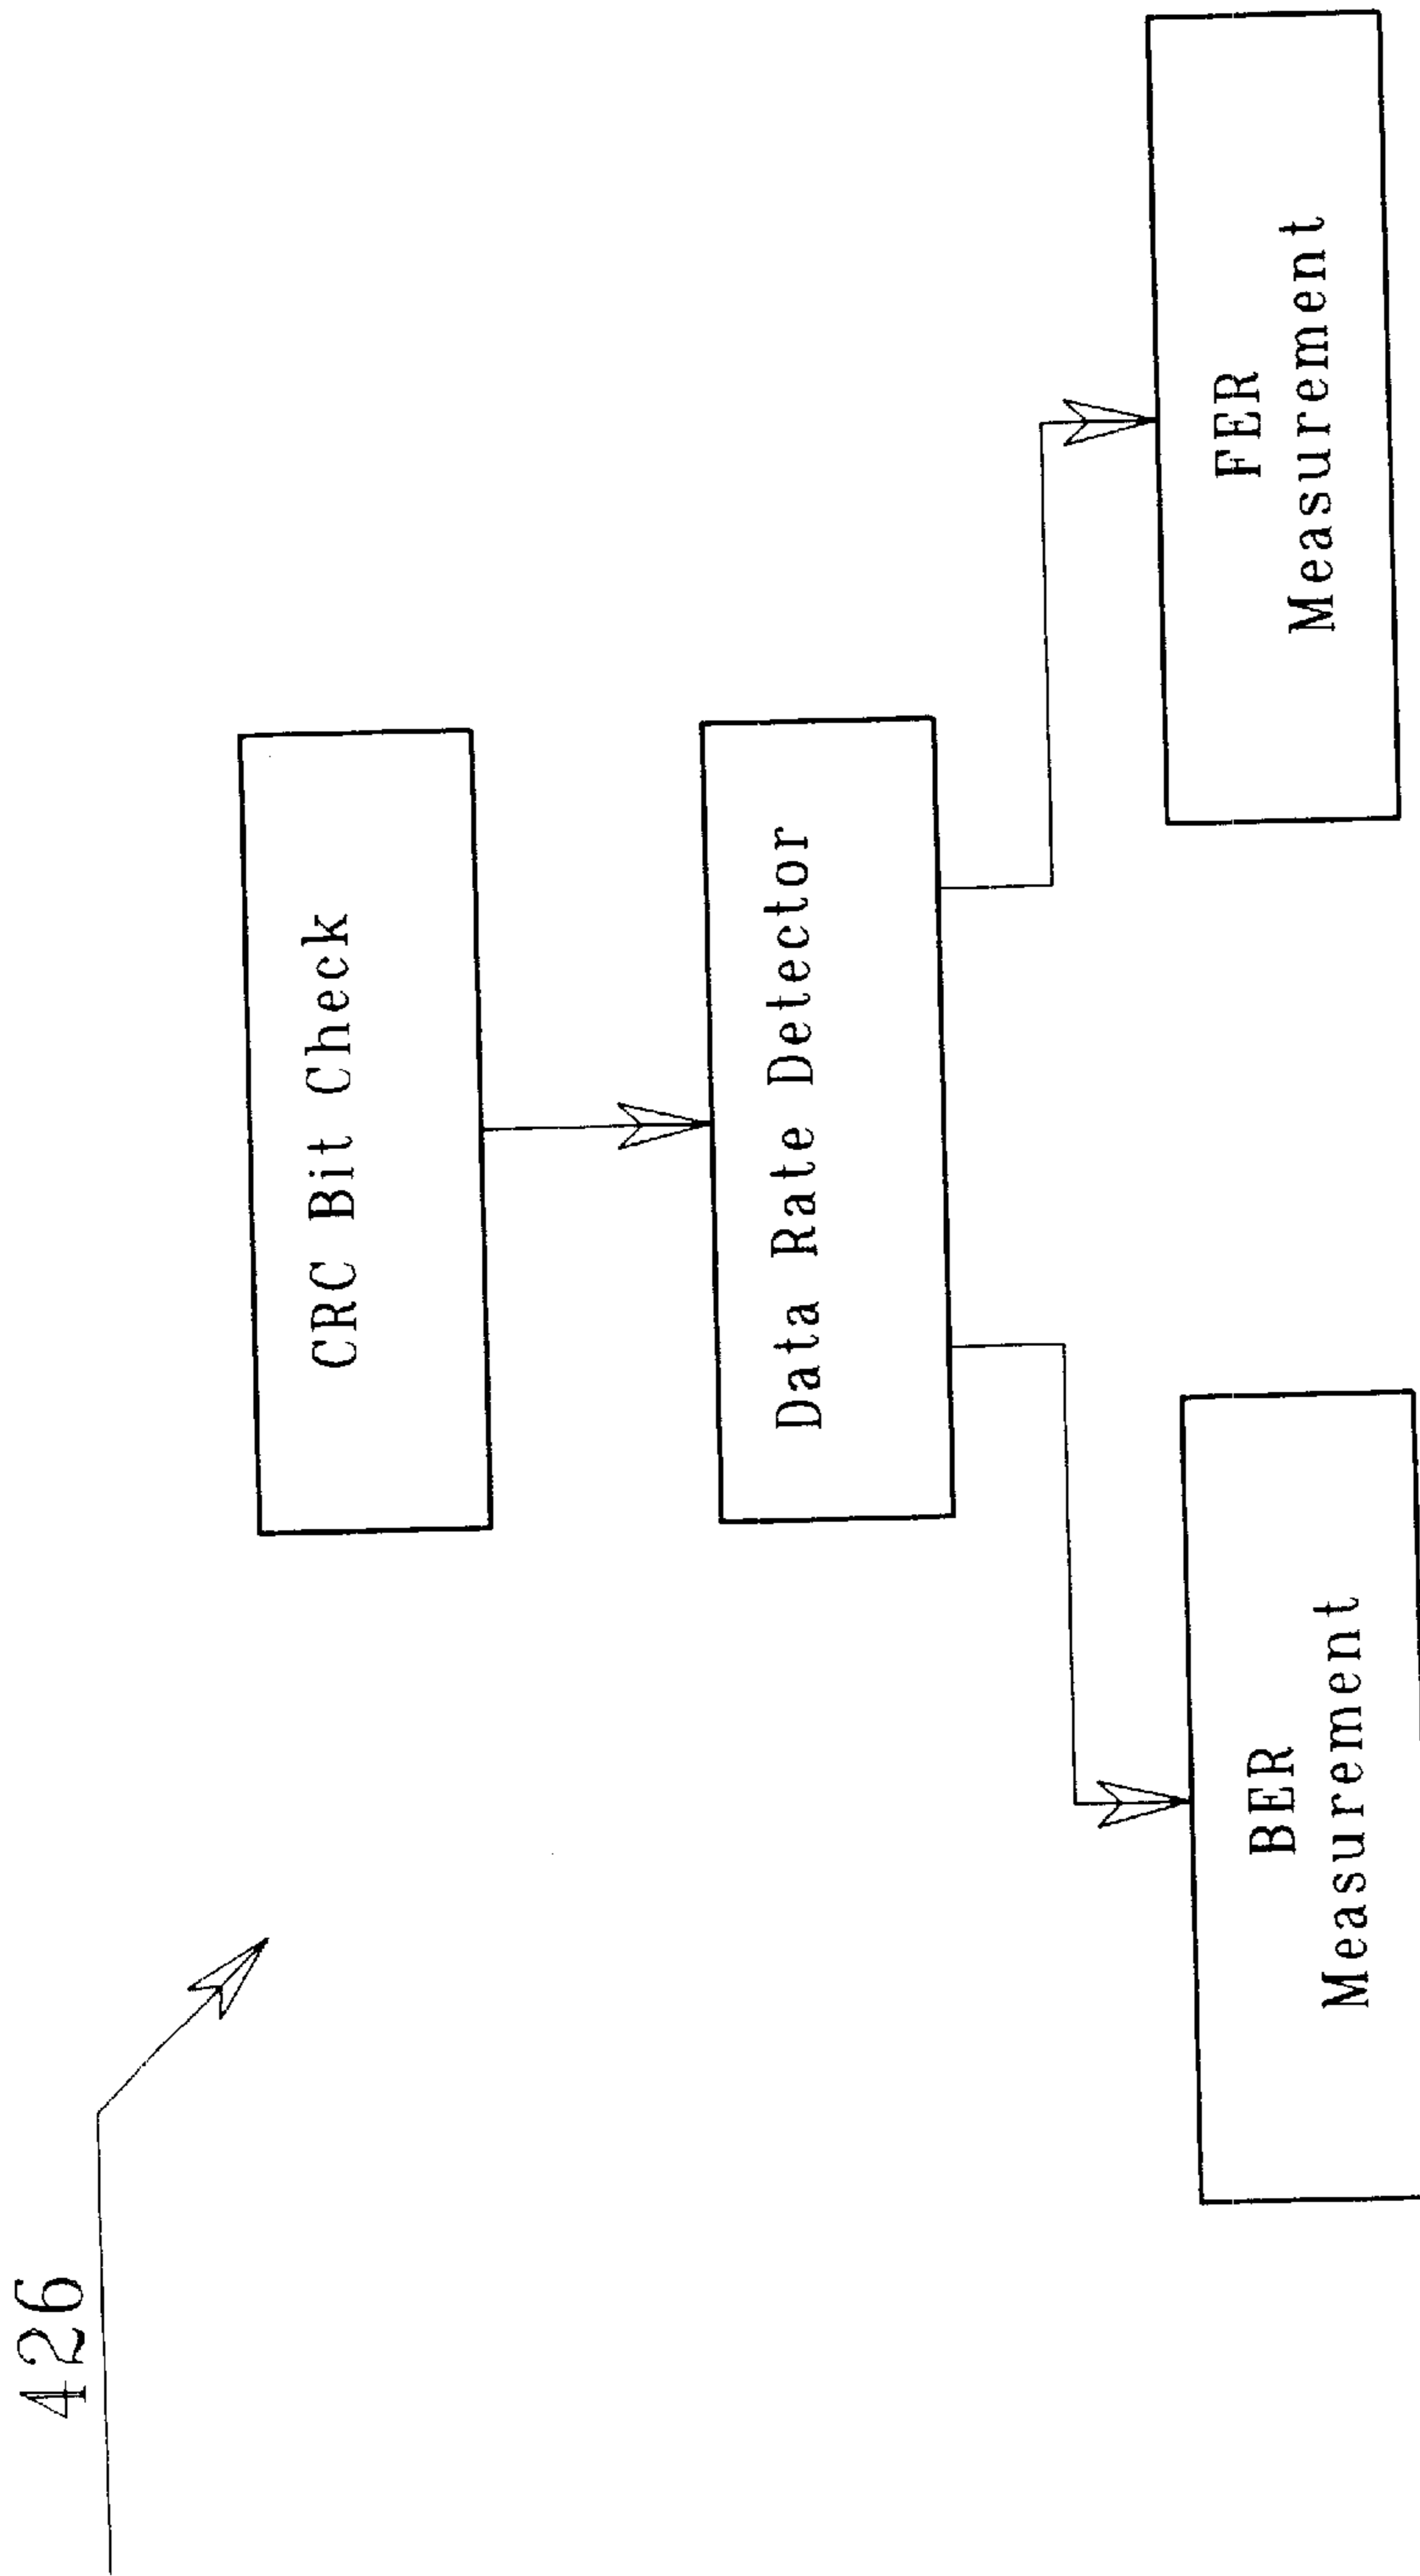 426
CRC Bit Check
Data Rate Detector
BER
Measurement
FER
Measurement